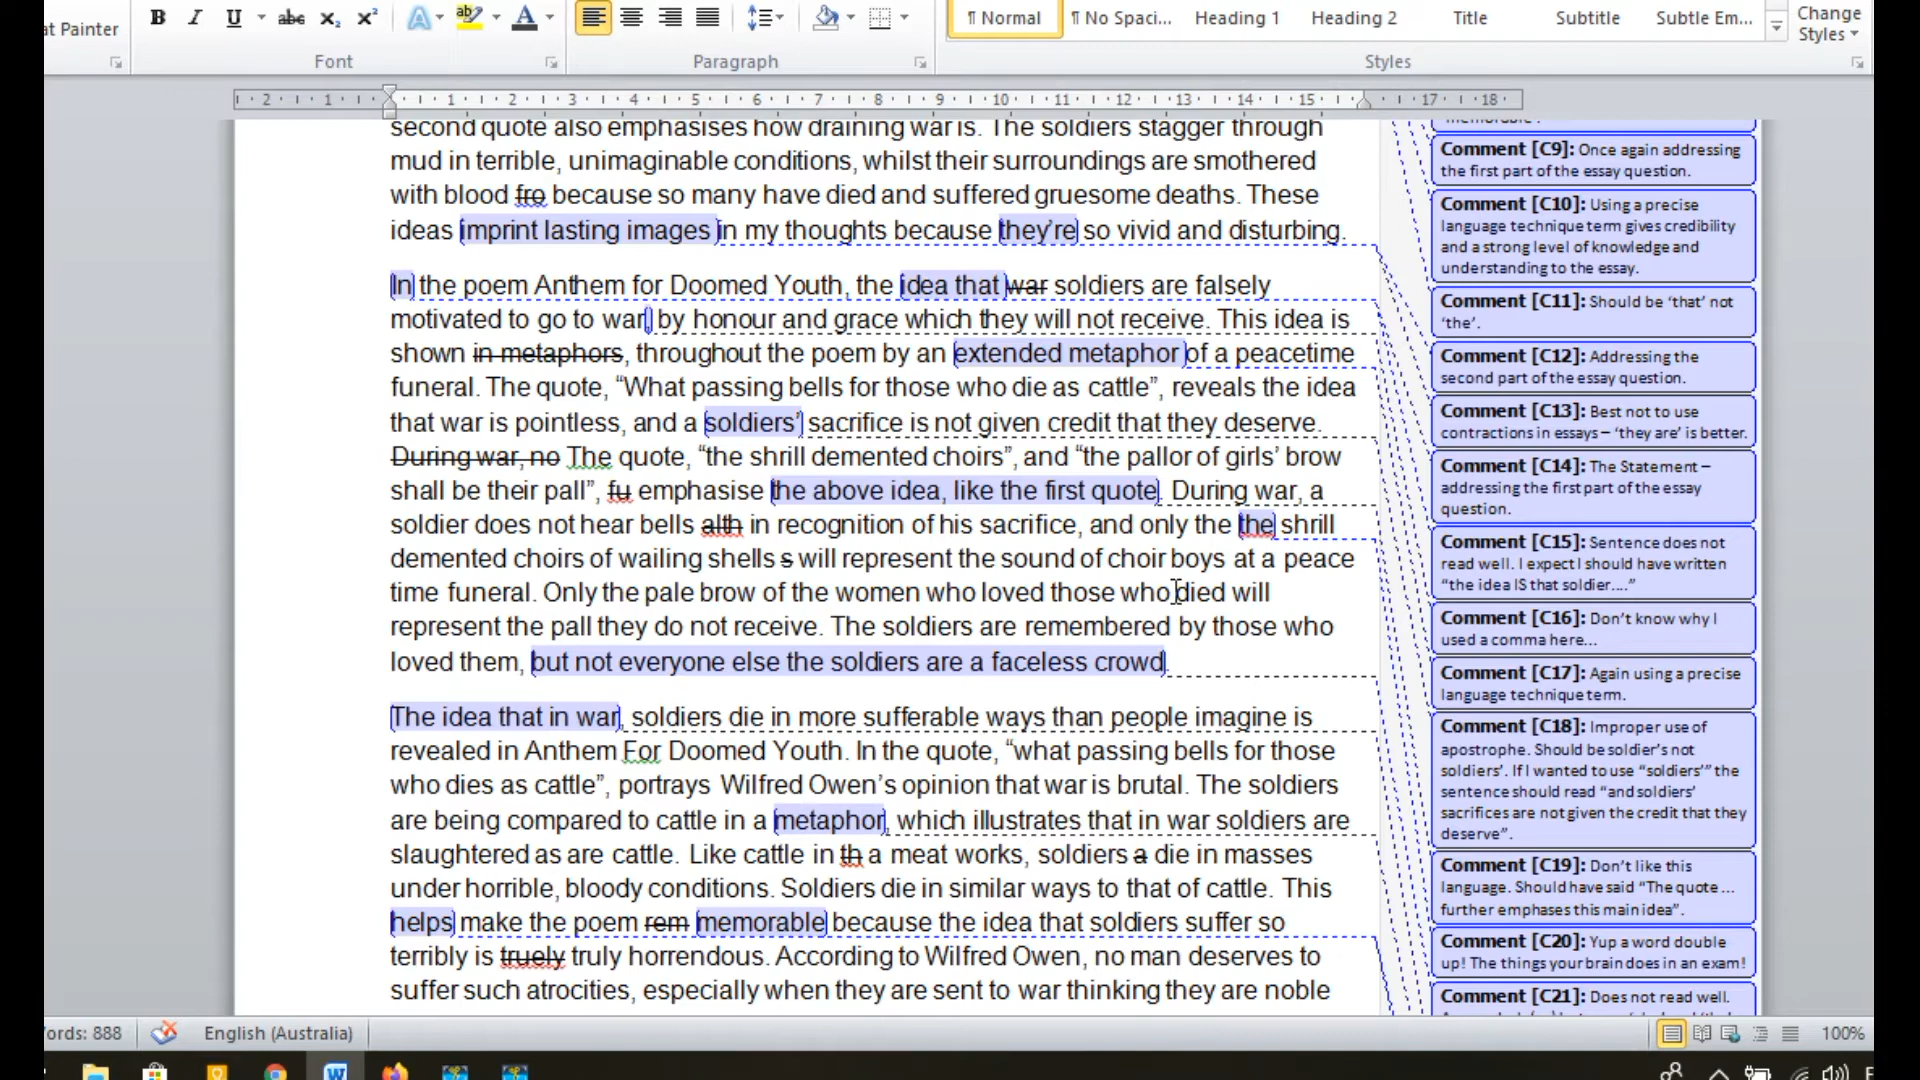 at Painter
B I U abc x₂ x² A ab A
¶ Normal ¶ No Spaci... Heading 1 Heading 2 Title Subtitle Subtle Em... Change Styles
Font Paragraph Styles
2 1 1 2 3 4 5 6 7 8 9 10 11 12 13 14 15 17 18
second quote also emphasises how draining war is. The soldiers stagger through
mud in terrible, unimaginable conditions, whilst their surroundings are smothered
with blood fro because so many have died and suffered gruesome deaths. These
ideas imprint lasting images in my thoughts because they’re so vivid and disturbing.
In the poem Anthem for Doomed Youth, the idea that war soldiers are falsely
motivated to go to war, by honour and grace which they will not receive. This idea is
shown in metaphors, throughout the poem by an extended metaphor of a peacetime
funeral. The quote, “What passing bells for those who die as cattle”, reveals the idea
that war is pointless, and a soldiers’ sacrifice is not given credit that they deserve.
During war, no The quote, “the shrill demented choirs”, and “the pallor of girls’ brow
shall be their pall”, fu emphasise the above idea, like the first quote. During war, a
soldier does not hear bells alth in recognition of his sacrifice, and only the the shrill
demented choirs of wailing shells s will represent the sound of choir boys at a peace
time funeral. Only the pale brow of the women who loved those who died will
represent the pall they do not receive. The soldiers are remembered by those who
loved them, but not everyone else the soldiers are a faceless crowd.
The idea that in war, soldiers die in more sufferable ways than people imagine is
revealed in Anthem For Doomed Youth. In the quote, “what passing bells for those
who dies as cattle”, portrays Wilfred Owen’s opinion that war is brutal. The soldiers
are being compared to cattle in a metaphor, which illustrates that in war soldiers are
slaughtered as are cattle. Like cattle in th a meat works, soldiers a die in masses
under horrible, bloody conditions. Soldiers die in similar ways to that of cattle. This
helps make the poem rem memorable because the idea that soldiers suffer so
terribly is truely truly horrendous. According to Wilfred Owen, no man deserves to
suffer such atrocities, especially when they are sent to war thinking they are noble
memorable’.
Comment [C9]: Once again addressing
the first part of the essay question.
Comment [C10]: Using a precise
language technique term gives credibility
and a strong level of knowledge and
understanding to the essay.
Comment [C11]: Should be ‘that’ not
‘the’.
Comment [C12]: Addressing the
second part of the essay question.
Comment [C13]: Best not to use
contractions in essays – ‘they are’ is better.
Comment [C14]: The Statement –
addressing the first part of the essay
question.
Comment [C15]: Sentence does not
read well. I expect I should have written
“the idea IS that soldier....”
Comment [C16]: Don’t know why I
used a comma here...
Comment [C17]: Again using a precise
language technique term.
Comment [C18]: Improper use of
apostrophe. Should be soldier’s not
soldiers’. If I wanted to use “soldiers’” the
sentence should read “and soldiers’
sacrifices are not given the credit that they
deserve”.
Comment [C19]: Don’t like this
language. Should have said “The quote ...
further emphases this main idea”.
Comment [C20]: Yup a word double
up! The things your brain does in an exam!
Comment [C21]: Does not read well.
ords: 888 English (Australia) 100%